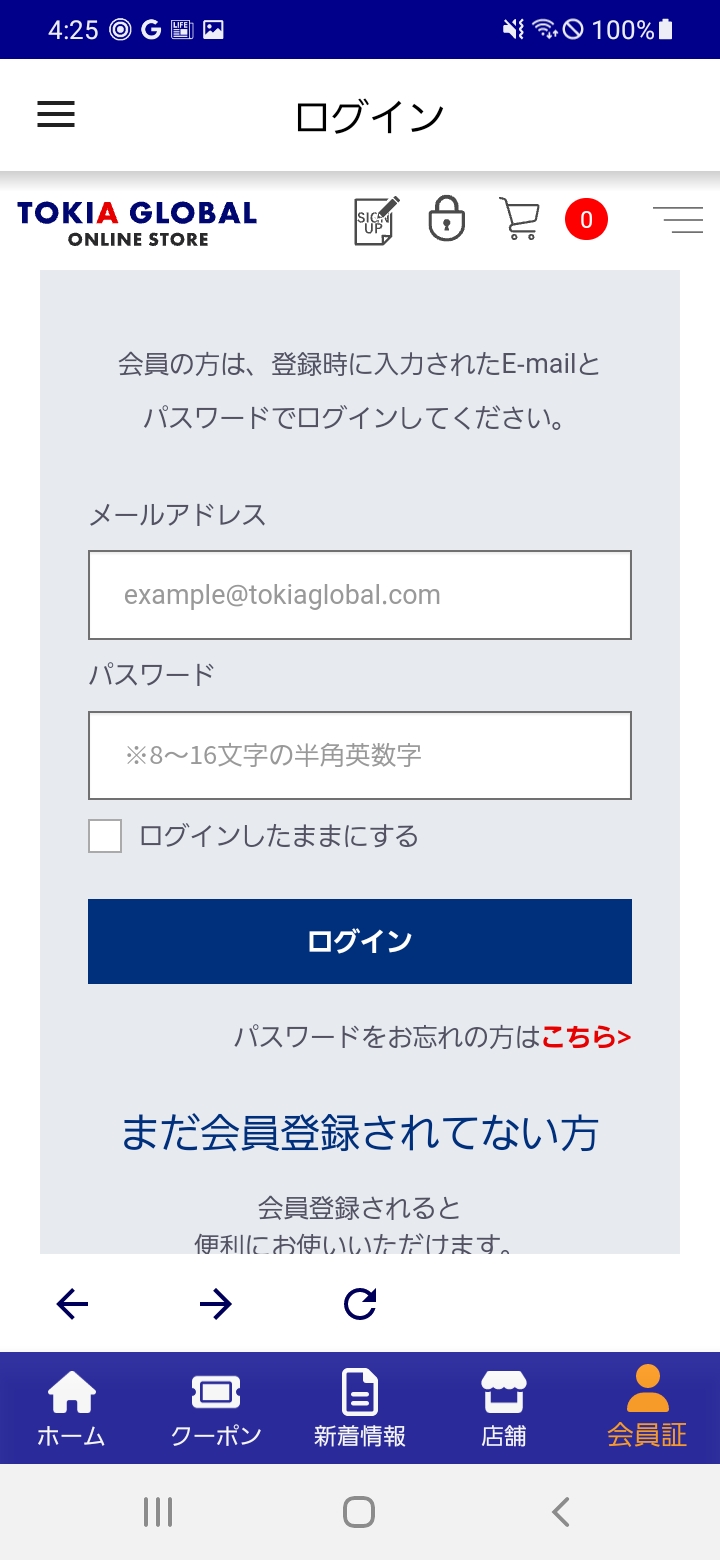 4:25
100%
ログイン
TOKIA GLOBAL
ONLINE STORE
SIGN
UP
0
会員の方は、登録時に入力されたE-mailと
パスワードでログインしてください。
メールアドレス
example@tokiaglobal.com
パスワード
※8〜16文字の半角英数字
ログインしたままにする
ログイン
パスワードをお忘れの方はこちら>
まだ会員登録されてない方
会員登録されると
便利にお使いいただけます。
ホーム
クーポン
新着情報
店舗
会員証